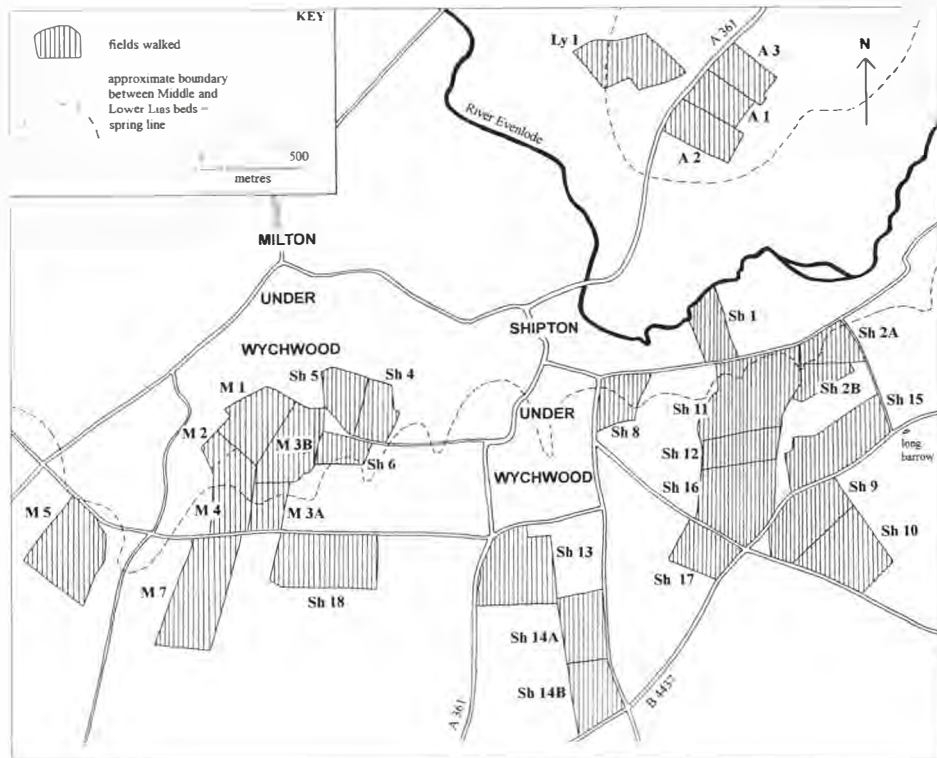 KEY
fields walked
approximate boundary
between Middle and
Lower Lias beds =
spring line
500
metres
Ly 1
A 361
A 3
N
A 1
A 2
River Evenlode
MILTON
UNDER
WYCHWOOD
SHIPTON
UNDER
WYCHWOOD
Sh 1
Sh 2A
Sh 2B
Sh 5
Sh 4
M 1
M 2
M 3B
Sh 6
Sh 8
Sh 11
Sh 15
long
barrow
Sh 12
Sh 16
Sh 9
Sh 10
M 5
M 4
M 3A
M 7
Sh 18
Sh 13
Sh 17
Sh 14A
Sh 14B
A 361
B 4437